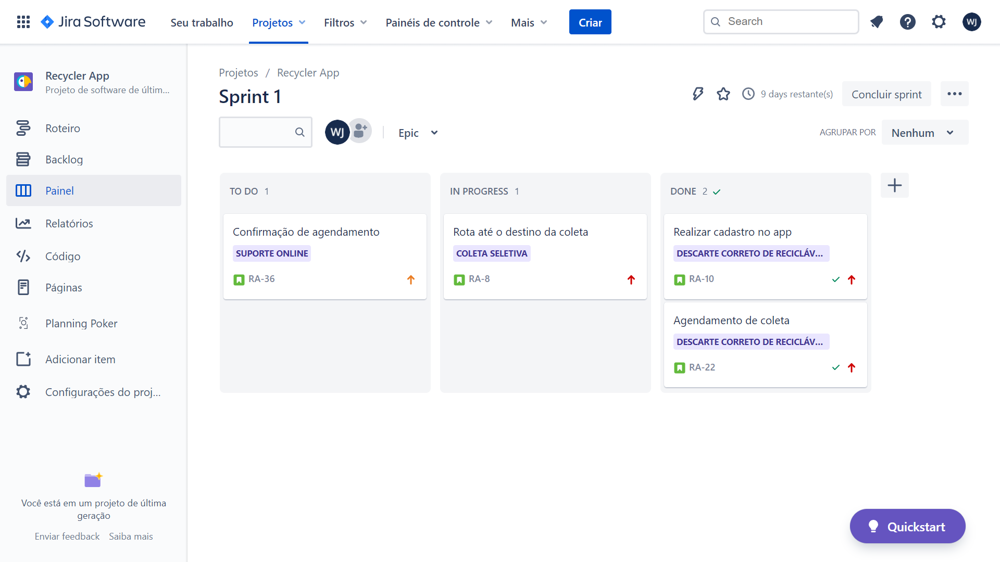 Jira Software
Seu trabalho
Projetos
Filtros
Painéis de controle
Mais
Criar
Search
WJ
Recycler App
Projeto de software de últim...
Roteiro
Backlog
Painel
Relatórios
Código
Páginas
Planning Poker
Adicionar item
Configurações do proj...
Você está em um projeto de última
geração
Enviar feedback
Saiba mais
Projetos / Recycler App
Sprint 1
9 days restante(s)
Concluir sprint
WJ
Epic
AGRUPAR POR
Nenhum
TO DO 1
Confirmação de agendamento
SUPORTE ONLINE
RA-36
IN PROGRESS 1
Rota até o destino da coleta
COLETA SELETIVA
RA-8
DONE 2
Realizar cadastro no app
DESCARTE CORRETO DE RECICLÁV...
RA-10
Agendamento de coleta
DESCARTE CORRETO DE RECICLÁV...
RA-22
Quickstart